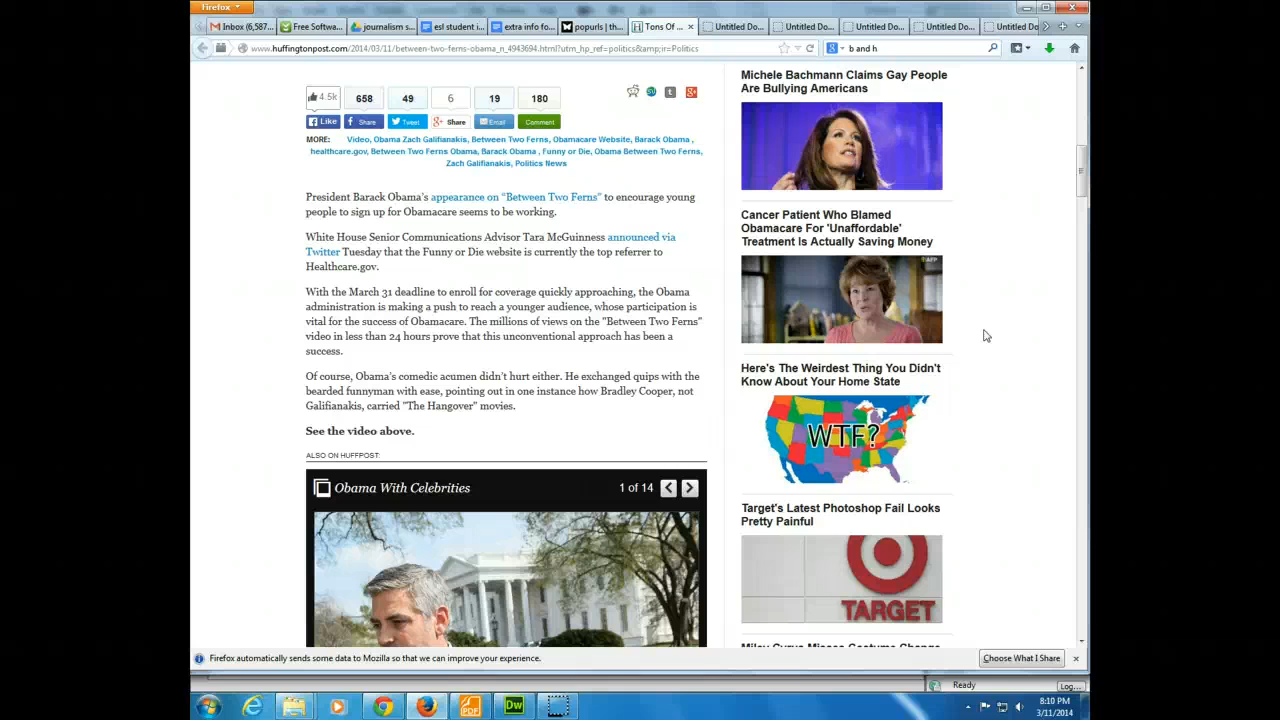 Firefox
Inbox (6,587...
Free Softwa...
journalism s...
esl student i...
extra info fo...
popurls | th...
Tons Of ...
Untitled Do...
Untitled Do...
Untitled Do...
Untitled Do...
Untitled Do
www.huffingtonpost.com/2014/03/11/between-two-ferns-obama_n_4943694.html?utm_hp_ref=politics&amp;ir=Politics
b and h
4.5k
658
49
6
19
180
Like
Share
Tweet
Share
Email
Comment
MORE: Video, Obama Zach Galifianakis, Between Two Ferns, Obamacare Website, Barack Obama ,
healthcare.gov, Between Two Ferns Obama, Barack Obama , Funny or Die, Obama Between Two Ferns,
Zach Galifianakis, Politics News
President Barack Obama's appearance on "Between Two Ferns" to encourage young
people to sign up for Obamacare seems to be working.
White House Senior Communications Advisor Tara McGuinness announced via
Twitter Tuesday that the Funny or Die website is currently the top referrer to
Healthcare.gov.
With the March 31 deadline to enroll for coverage quickly approaching, the Obama
administration is making a push to reach a younger audience, whose participation is
vital for the success of Obamacare. The millions of views on the "Between Two Ferns"
video in less than 24 hours prove that this unconventional approach has been a
success.
Of course, Obama's comedic acumen didn't hurt either. He exchanged quips with the
bearded funnyman with ease, pointing out in one instance how Bradley Cooper, not
Galifianakis, carried "The Hangover" movies.
See the video above.
ALSO ON HUFFPOST:
Obama With Celebrities
1 of 14
Michele Bachmann Claims Gay People
Are Bullying Americans
Cancer Patient Who Blamed
Obamacare For 'Unaffordable'
Treatment Is Actually Saving Money
AFP
Here's The Weirdest Thing You Didn't
Know About Your Home State
WTF?
Target's Latest Photoshop Fail Looks
Pretty Painful
TARGET
Miley Cyrus Misses Costume Change
Firefox automatically sends some data to Mozilla so that we can improve your experience.
Choose What I Share
Ready
Log...
PDF
Dw
8:10 PM
3/11/2014